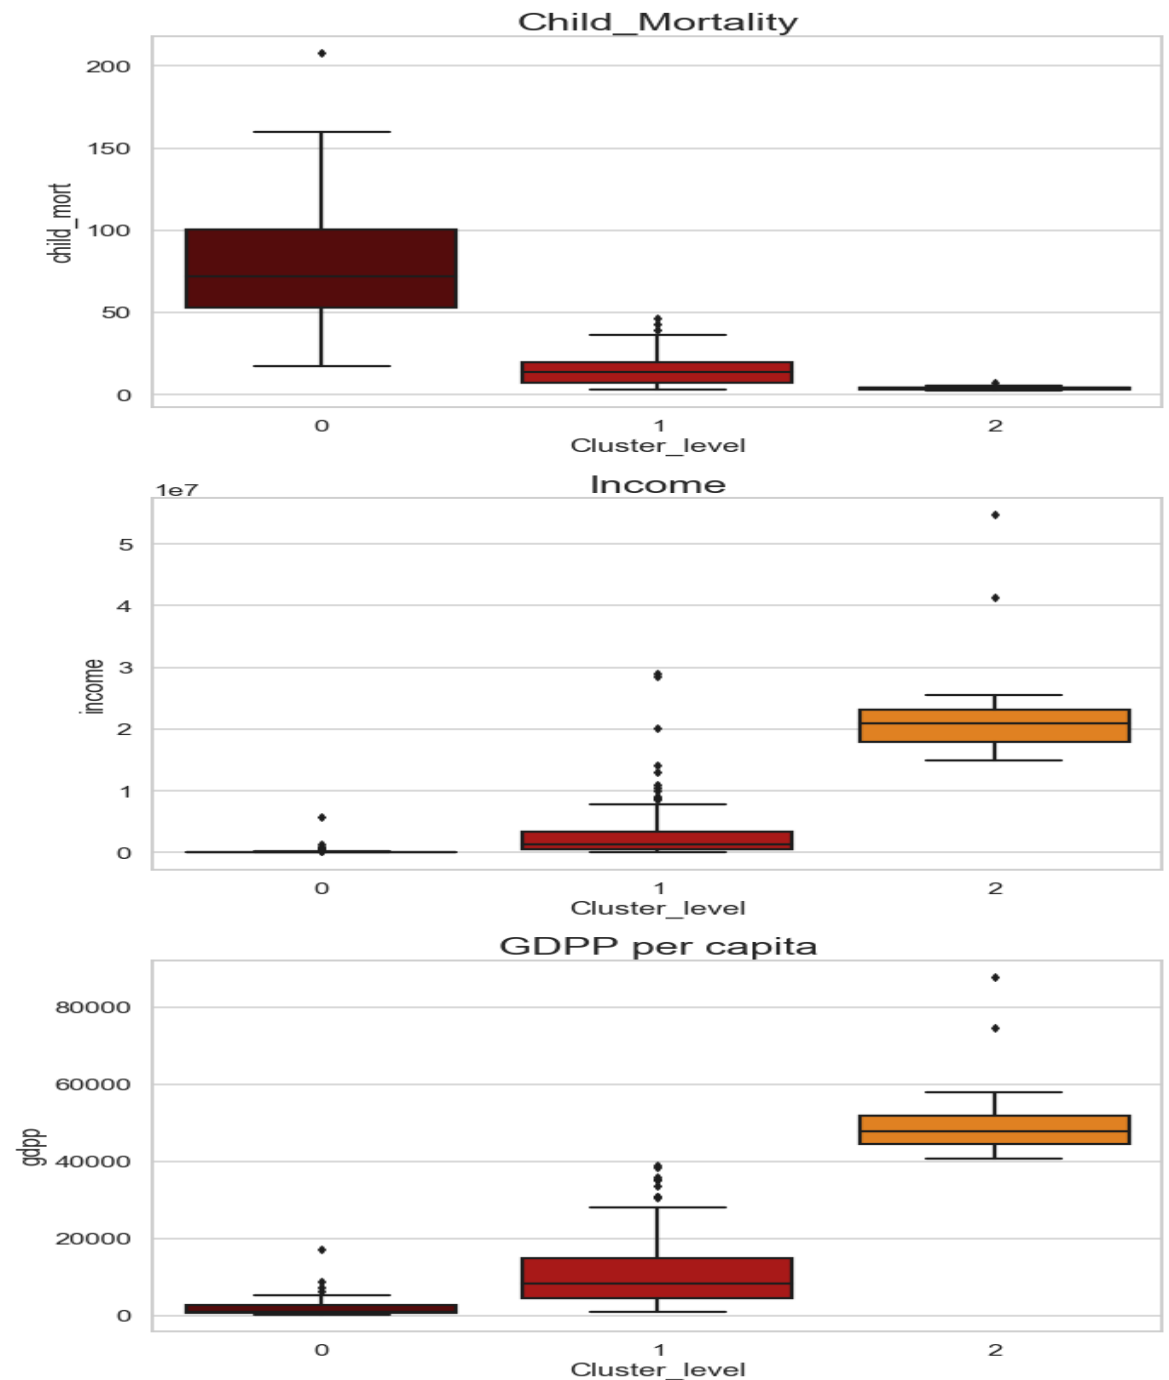 Child_Mortality
200
150
100
50
0
child_mort
0 1 2
Cluster_level
Income
1e7
5
4
3
2
1
0
income
0 1 2
Cluster_level
GDPP per capita
80000
60000
40000
20000
0
gdpp
0 1 2
Cluster_level